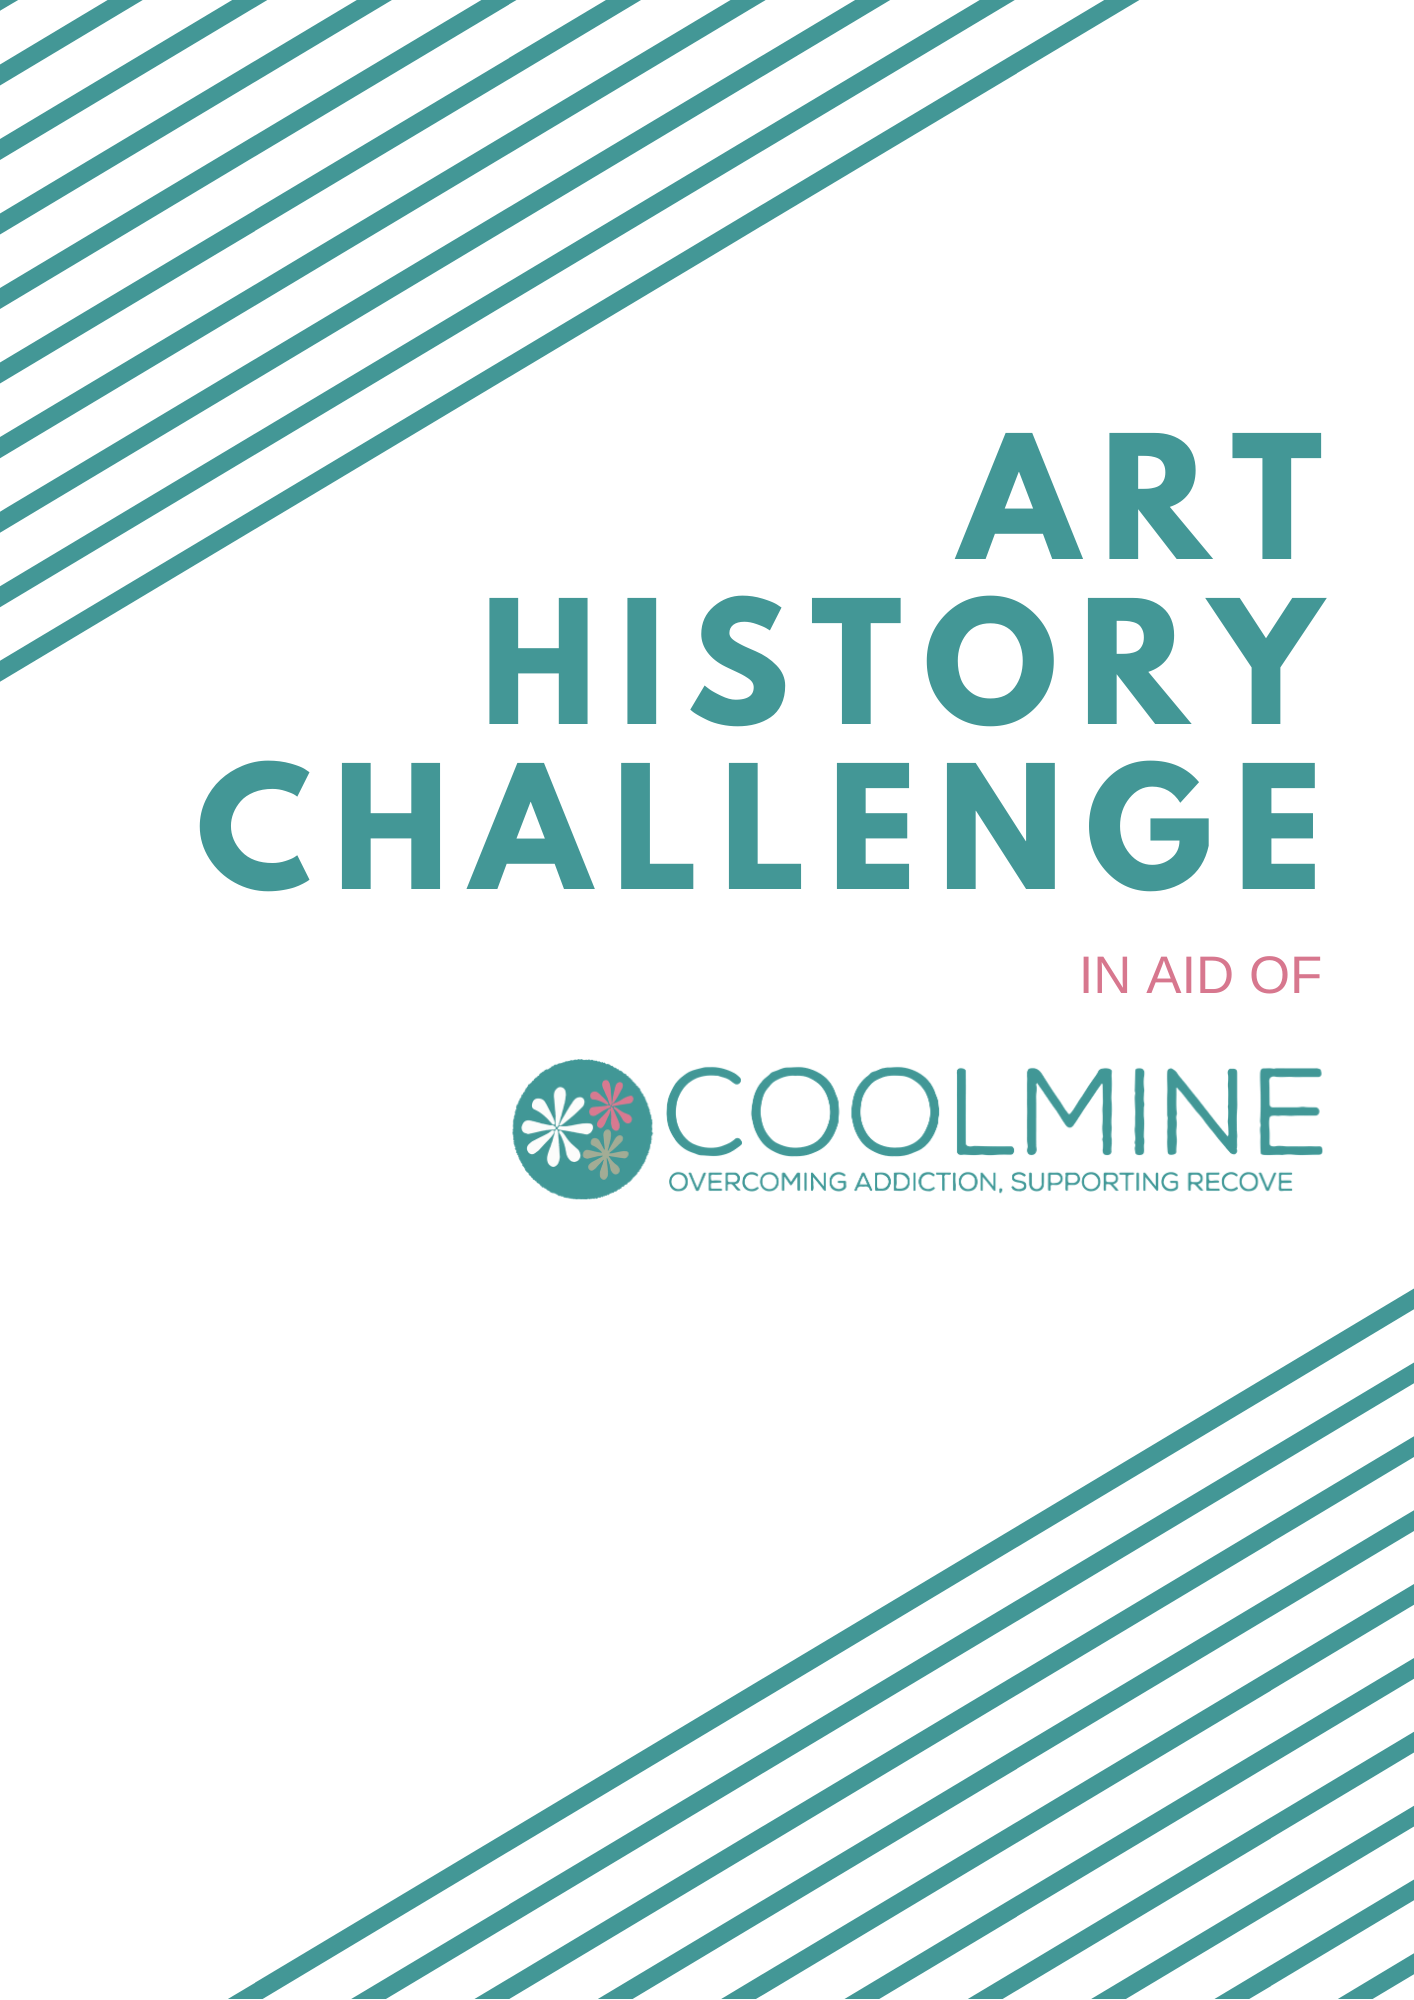 ART
HISTORY
CHALLENGE
IN AID OF
COOLMINE
OVERCOMING ADDICTION, SUPPORTING RECOVE